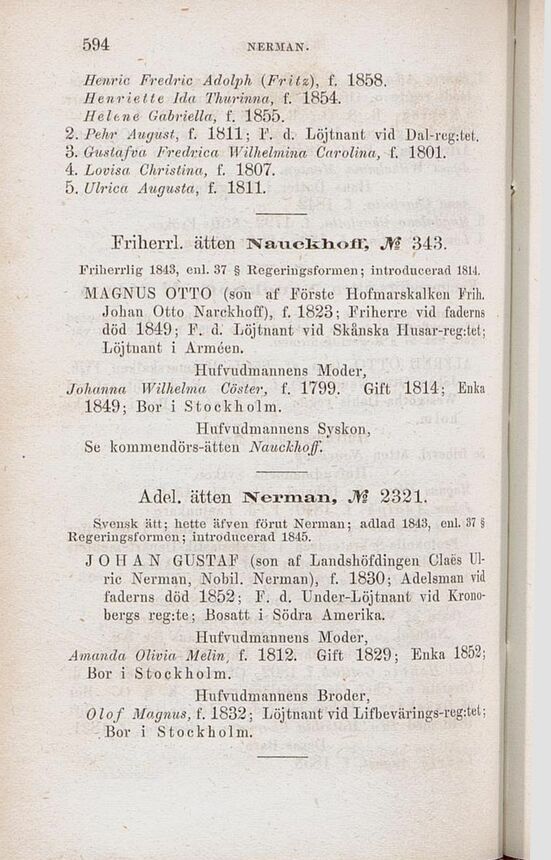 594 NERMAN.
Henric Fredric Adolph (Fritz), f. 1858.
Henriette Ida Thurinna, f. 1854.
Helene Gabriella, f. 1855.
2. Pehr August, f. 1811; F. d. Löjtnant vid Dal-reg:tet.
3. Gustafva Fredrica Wilhelmina Carolina, f. 1801.
4. Lovisa Christina, f. 1807.
5. Ulrica Augusta, f. 1811.
Friherrl. ätten Nauckhoff, № 343.
Friherrlig 1843, enl. 37 § Regeringsformen; introducerad 1814.
MAGNUS OTTO (son af Förste Hofmarskalken Frih.
Johan Otto Narckhoff), f. 1823; Friherre vid faderns
död 1849; F. d. Löjtnant vid Skånska Husar-reg:tet;
Löjtnant i Arméen.
Hufvudmannens Moder,
Johanna Wilhelma Cöster, f. 1799. Gift 1814; Enka
1849; Bor i Stockholm.
Hufvudmannens Syskon,
Se kommendörs-ätten Nauckhoff.
Adel. ätten Nerman, № 2321.
Svensk ätt; hette äfven förut Nerman; adlad 1843, enl. 37 §
Regeringsformen; introducerad 1845.
JOHAN GUSTAF (son af Landshöfdingen Claës Ul-
ric Nerman, Nobil. Nerman), f. 1830; Adelsman vid
faderns död 1852; F. d. Under-Löjtnant vid Krono-
bergs reg:te; Bosatt i Södra Amerika.
Hufvudmannens Moder,
Amanda Olivia Melin, f. 1812. Gift 1829; Enka 1852;
Bor i Stockholm.
Hufvudmannens Broder,
Olof Magnus, f. 1832; Löjtnant vid Lifbevärings-reg:tet;
Bor i Stockholm.